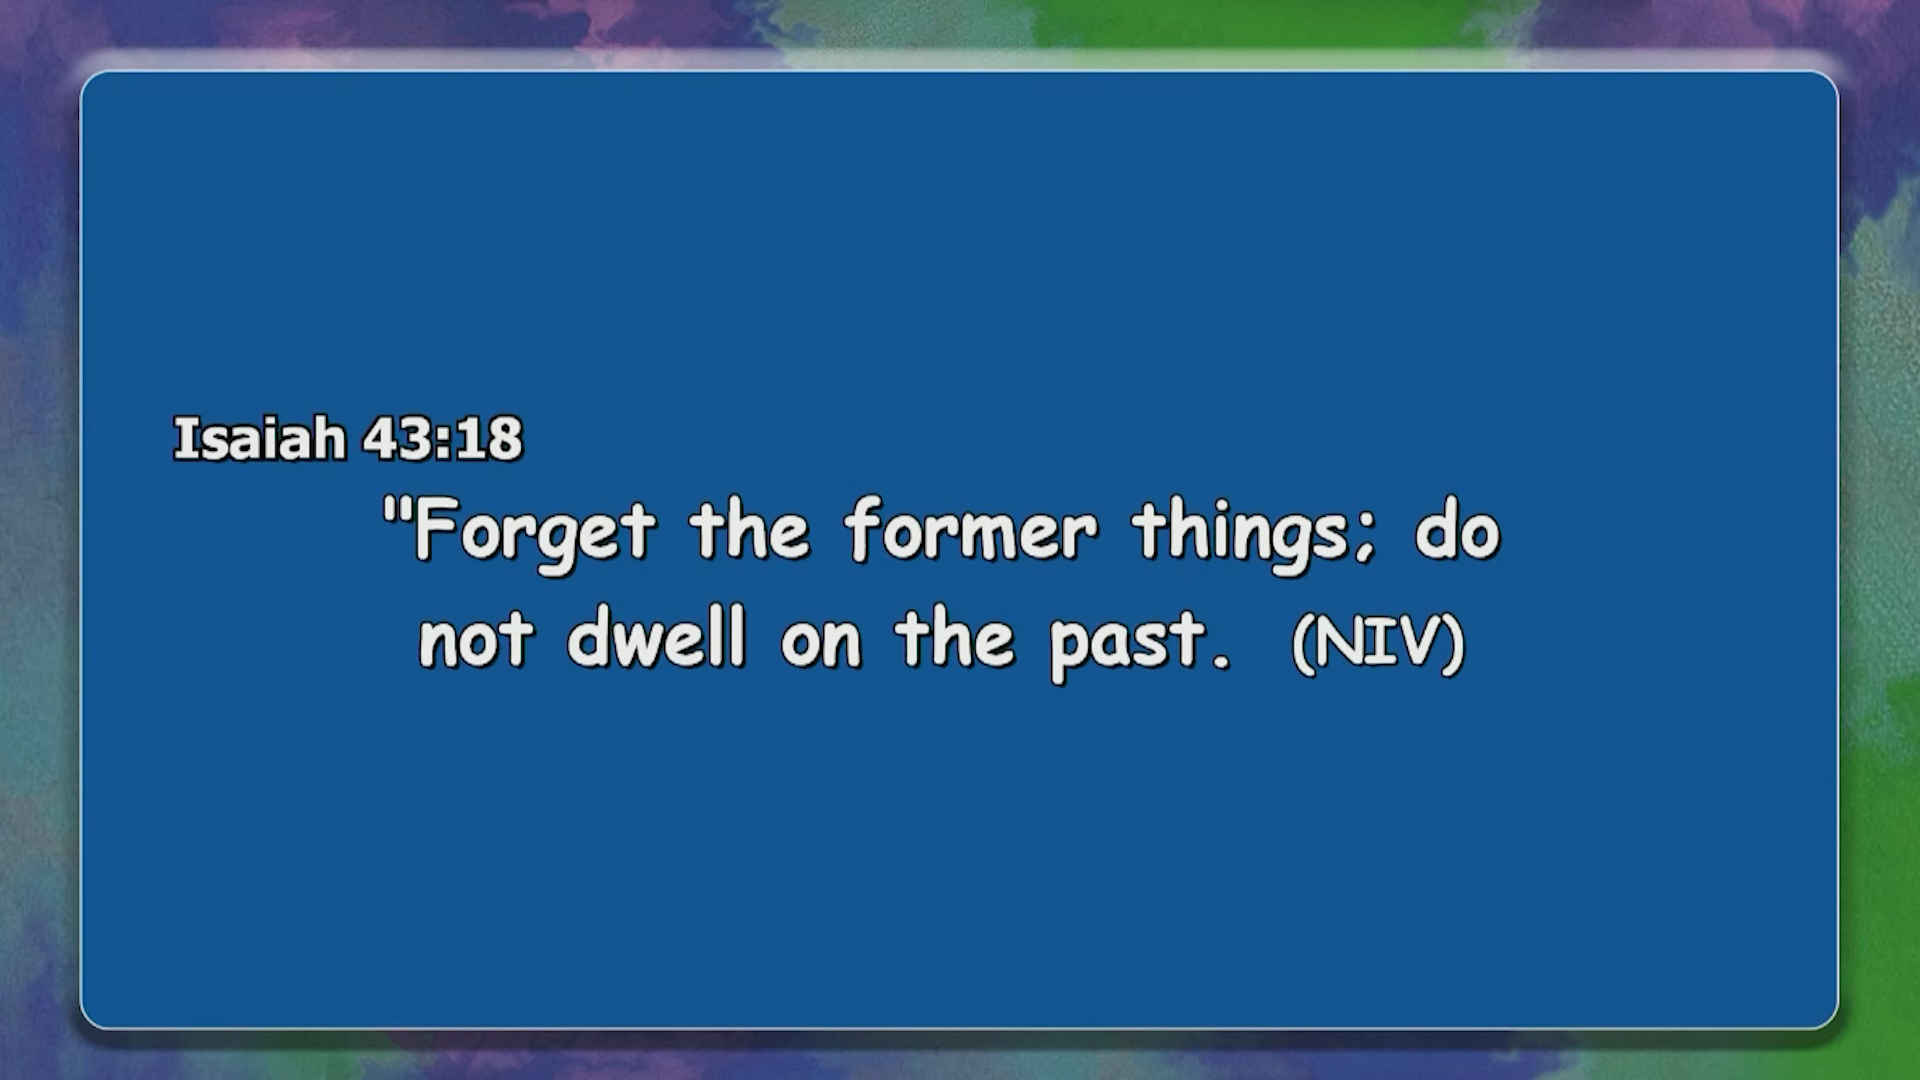 Isaiah 43:18
"Forget the former things; do
not dwell on the past. (NIV)